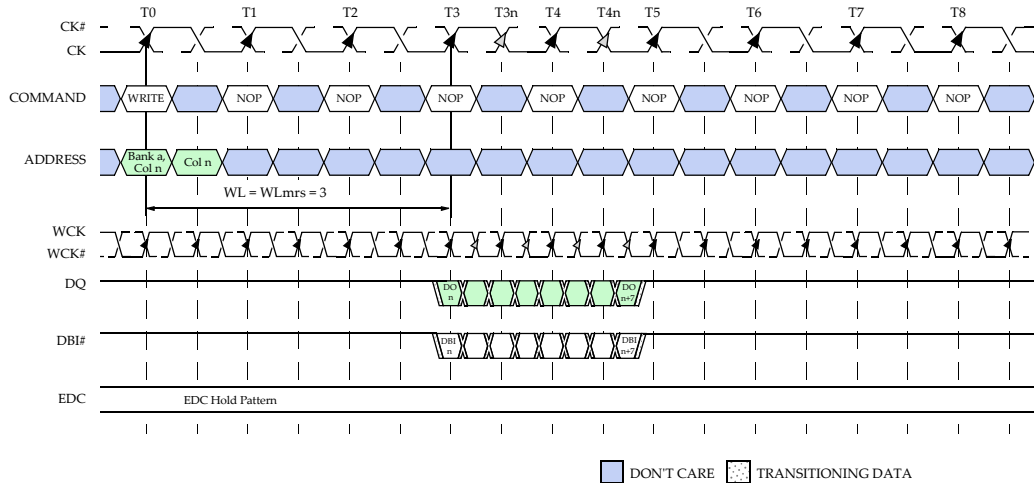 T0 T1 T2 T3 T3n T4 T4n T5 T6 T7 T8
CK#
CK
COMMAND WRITE NOP NOP NOP NOP NOP NOP NOP NOP
ADDRESS Bank a, Col n Col n
WL = WLmrs = 3
WCK
WCK#
DQ DO n DO n+7
DBI# DBI n DBI n+7
EDC EDC Hold Pattern
DON'T CARE TRANSITIONING DATA